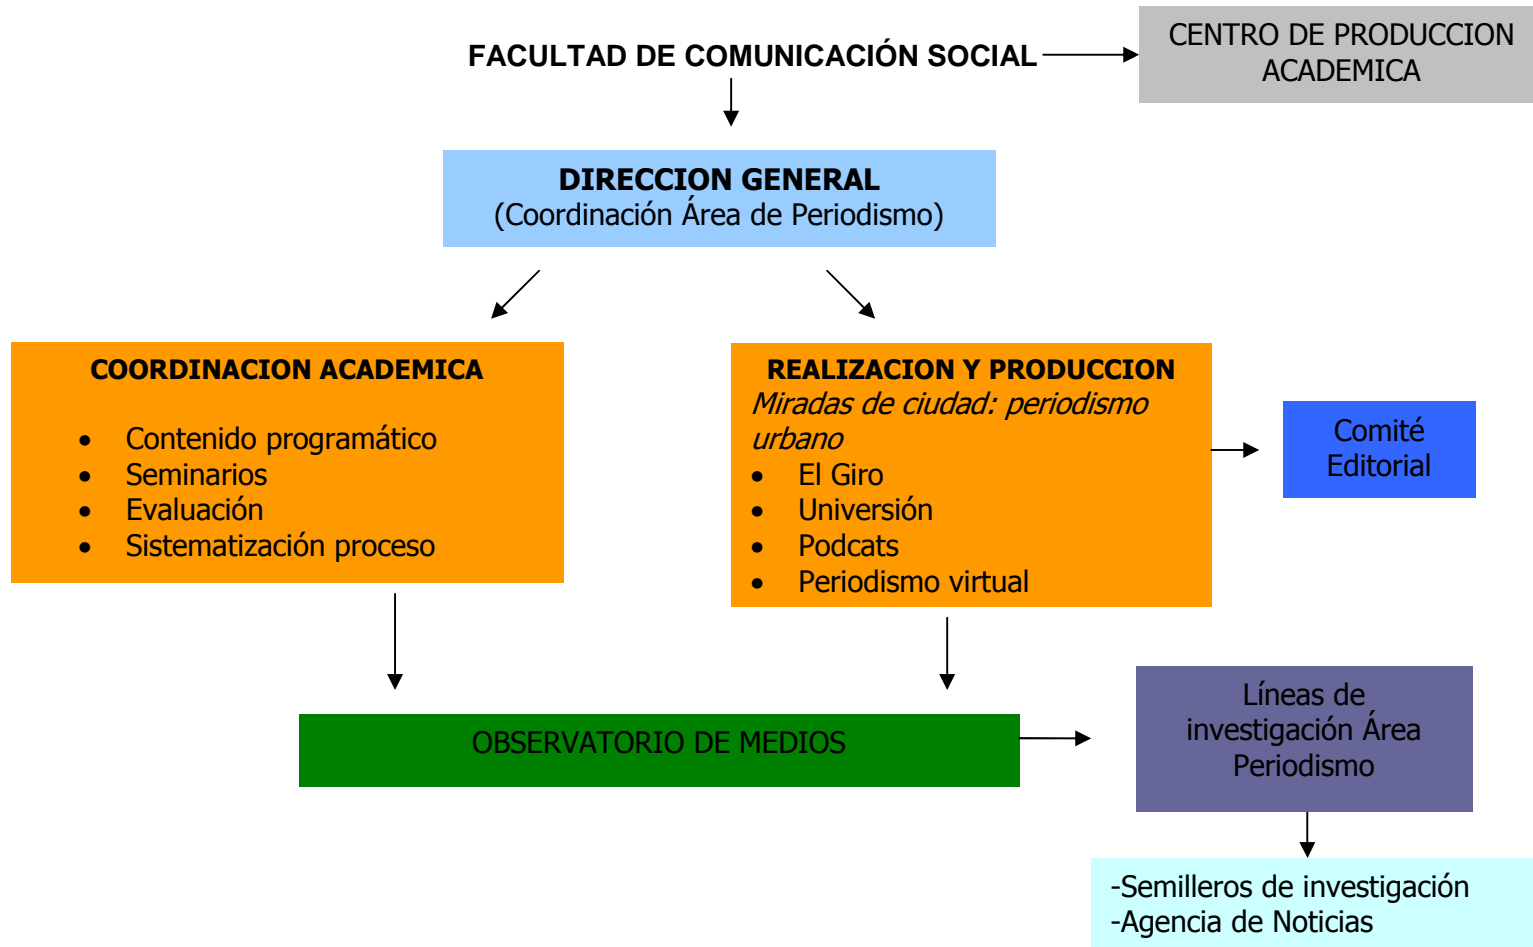 FACULTAD DE COMUNICACIÓN SOCIAL
CENTRO DE PRODUCCION
ACADEMICA
DIRECCION GENERAL
(Coordinación Área de Periodismo)
COORDINACION ACADEMICA
• Contenido programático
• Seminarios
• Evaluación
• Sistematización proceso
REALIZACION Y PRODUCCION
Miradas de ciudad: periodismo
urbano
• El Giro
• Universión
• Podcats
• Periodismo virtual
Comité
Editorial
OBSERVATORIO DE MEDIOS
Líneas de
investigación Área
Periodismo
-Semilleros de investigación
-Agencia de Noticias